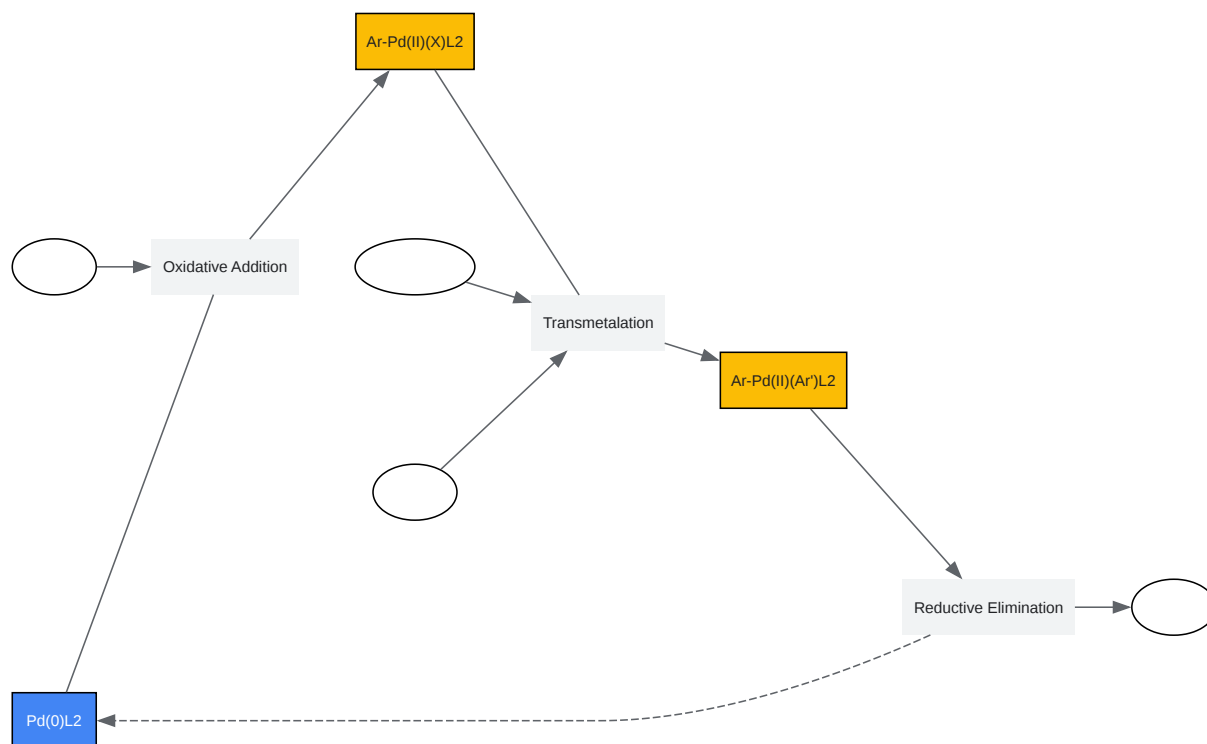 Ar-Pd(II)(X)L2
Oxidative Addition
Transmetalation
Ar-Pd(II)(Ar')L2
Reductive Elimination
Pd(0)L2